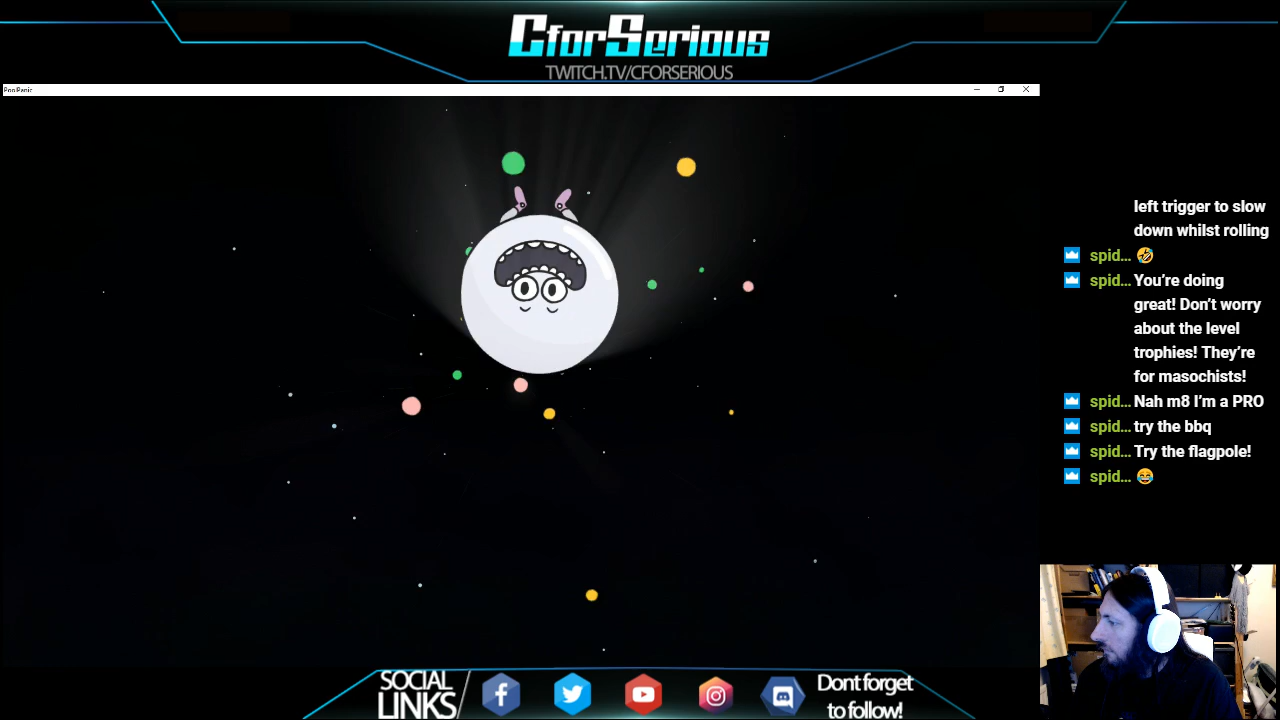 CforSerious
TWITCH.TV/CFORSERIOUS
PoolPanic
left trigger to slow
down whilst rolling
spid... 🤣
spid... You're doing
great! Don't worry
about the level
trophies! They're
for masochists!
spid... Nah m8 I'm a PRO
spid... try the bbq
spid... Try the flagpole!
spid... 😂
SOCIAL
LINKS
Dont forget
to follow!